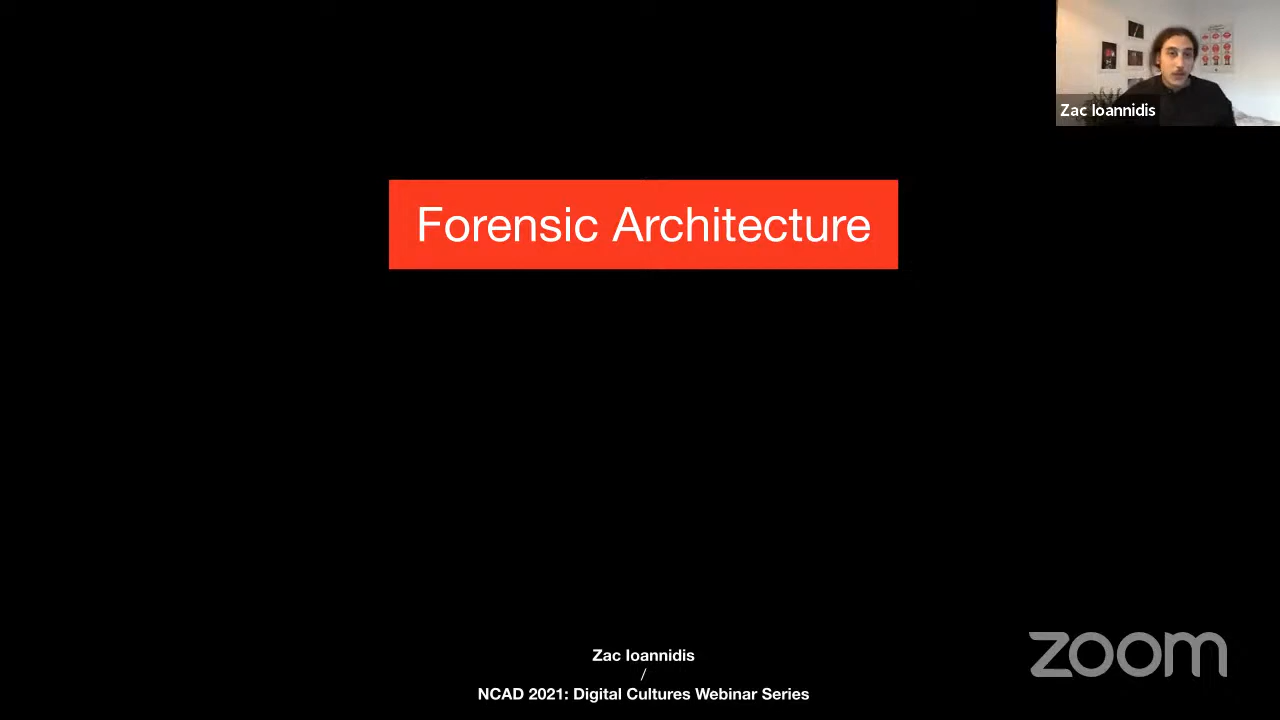 Zac Ioannidis
Forensic Architecture
Zac Ioannidis
/
NCAD 2021: Digital Cultures Webinar Series
zoom